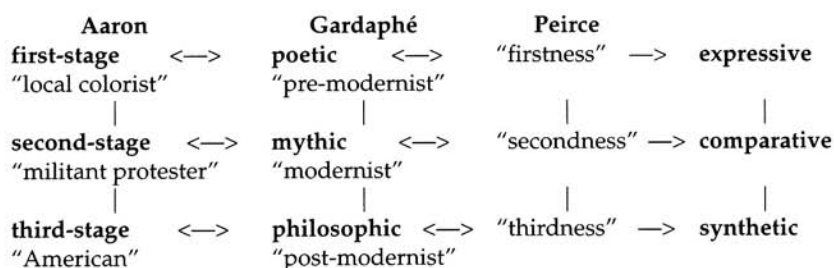 Aaron Gardaphé Peirce
first-stage <—> poetic <—> “firstness” —> expressive
“local colorist” “pre-modernist”
| | | |
second-stage <—> mythic <—> “secondness” —> comparative
“militant protester” “modernist”
| | | |
third-stage <—> philosophic <—> “thirdness” —> synthetic
“American” “post-modernist”